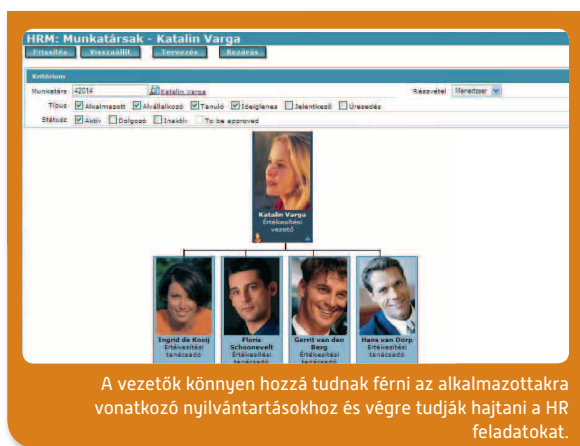 HRM: Munkatársak - Katalin Varga
Frissítés Visszaállít Tervezés Bezárás
Kritérium
Munkatárs 42014 Katalin Varga Részvétel Manedzser
Típus Alkalmazott Alvállalkozó Tanuló Ideiglenes Jelentkező Üresedés
Státusz Aktív Dolgozó Inaktív To be approved
Katalin Varga
Értékesítési
vezető
Ingrid de Kooij Floris Gerrit van den Hans van Dorp
Értékesítési Schoonevelt Berg Értékesítési
tanácsadó Értékesítési Értékesítési tanácsadó
tanácsadó tanácsadó
A vezetők könnyen hozzá tudnak férni az alkalmazottakra
vonatkozó nyilvántartásokhoz és végre tudják hajtani a HR
feladatokat.